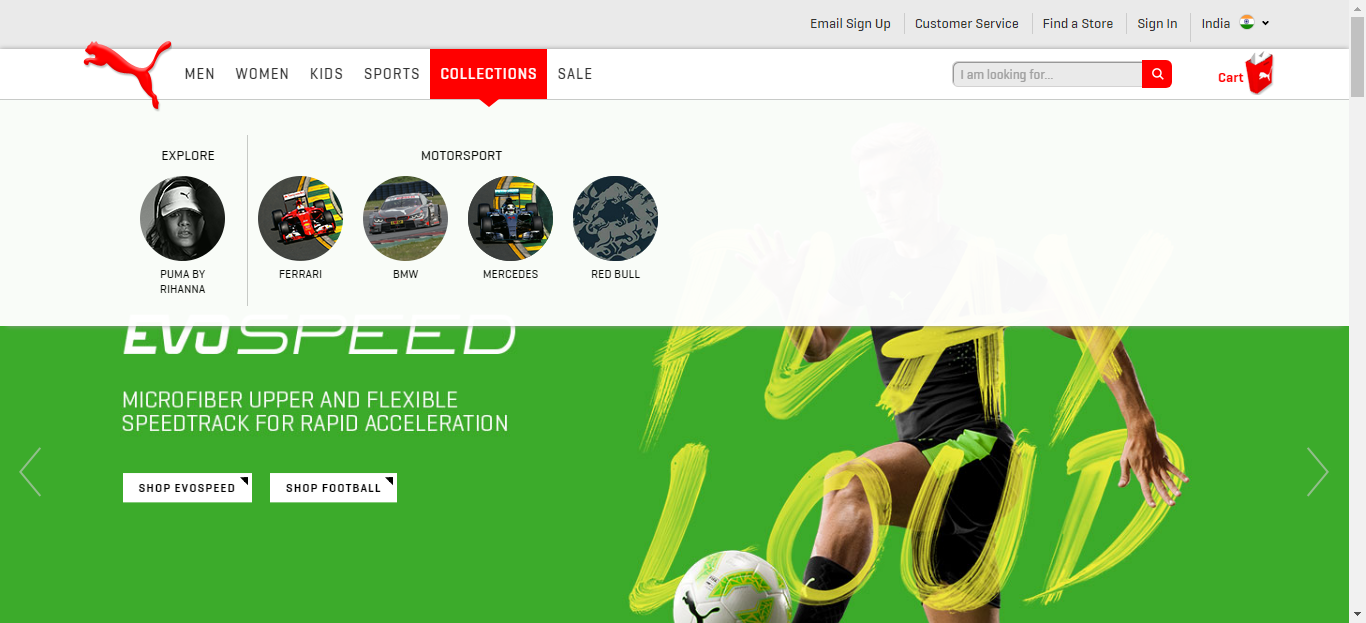 Email Sign Up
Customer Service
Find a Store
Sign In
India
MEN
WOMEN
KIDS
SPORTS
COLLECTIONS
SALE
I am looking for...
Cart
EXPLORE
MOTORSPORT
PUMA BY
RIHANNA
FERRARI
BMW
MERCEDES
RED BULL
PLAY
EVOSPEED
MICROFIBER UPPER AND FLEXIBLE
SPEEDTRACK FOR RAPID ACCELERATION
LOUD
SHOP EVOSPEED
SHOP FOOTBALL